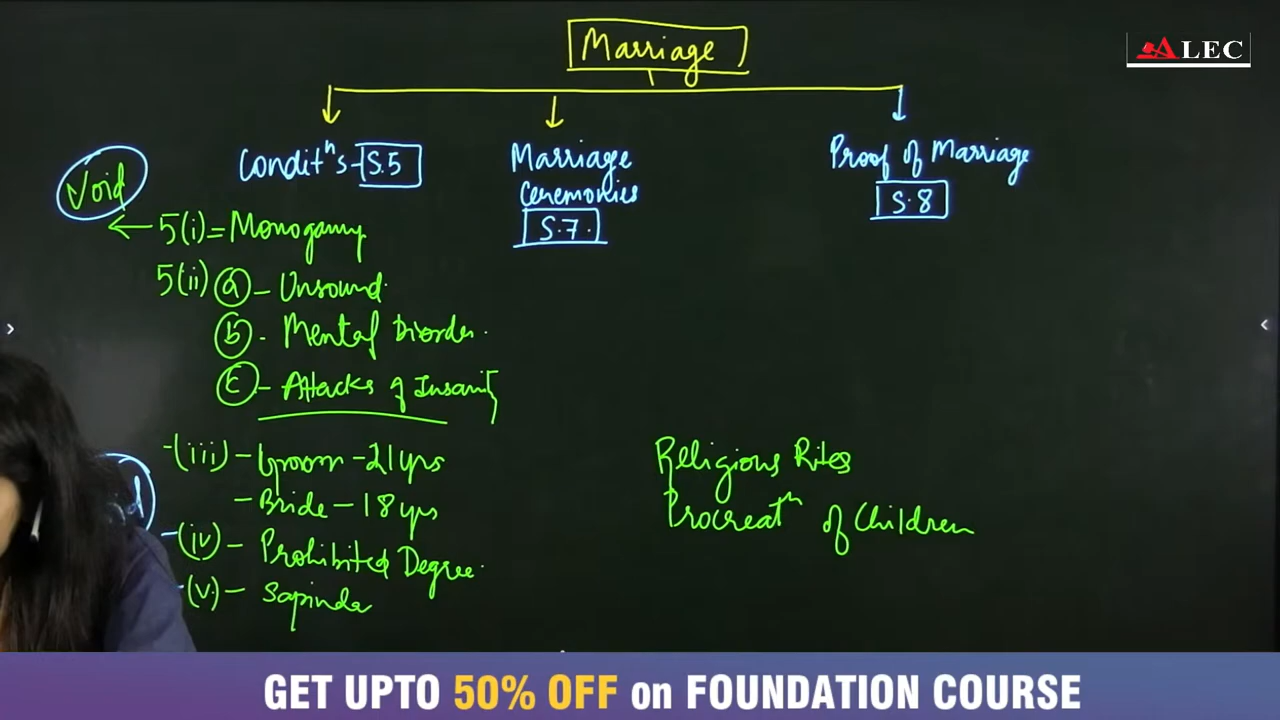 Marriage
ALEC
Condit^n s - S.5
Marriage
Ceremonies
S.7.
Proof of Marriage
S.8
Void
5(i) = Monogamy
5(ii) (a) - Unsound
(b) - Mental Disorder.
(c) - Attacks of Insanity
(iii) - Groom - 21 yrs
- Bride - 18 yrs
(iv) - Prohibited Degree.
(v) - Sapinda
Religious Rites
Procreat^n of Children
GET UPTO 50% OFF on FOUNDATION COURSE